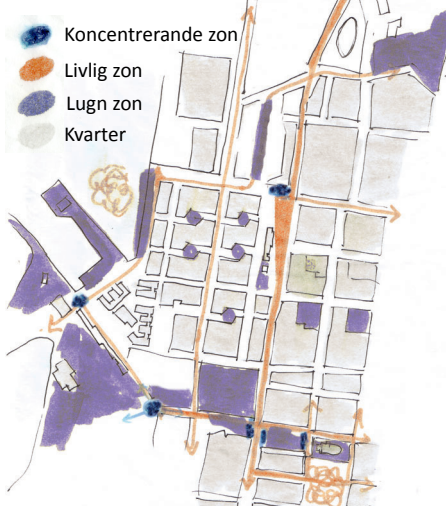 Koncentrerande zon
Livlig zon
Lugn zon
Kvarter